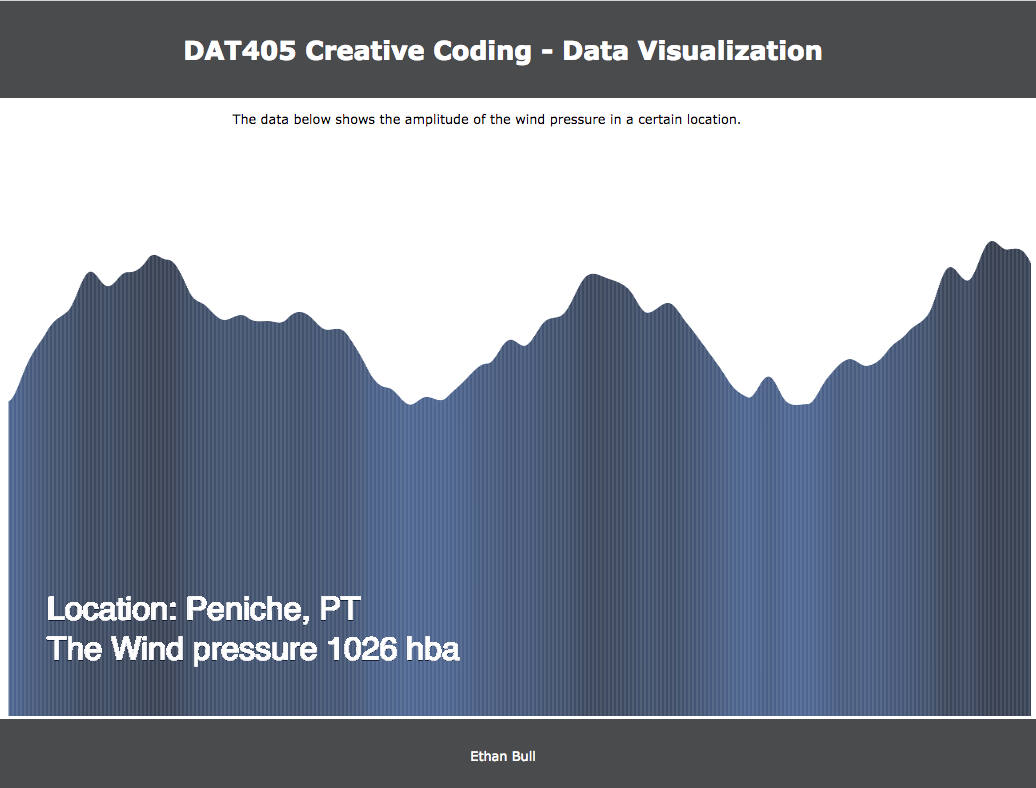 DAT405 Creative Coding - Data Visualization
The data below shows the amplitude of the wind pressure in a certain location.
Location: Peniche, PT
The Wind pressure 1026 hba
Ethan Bull